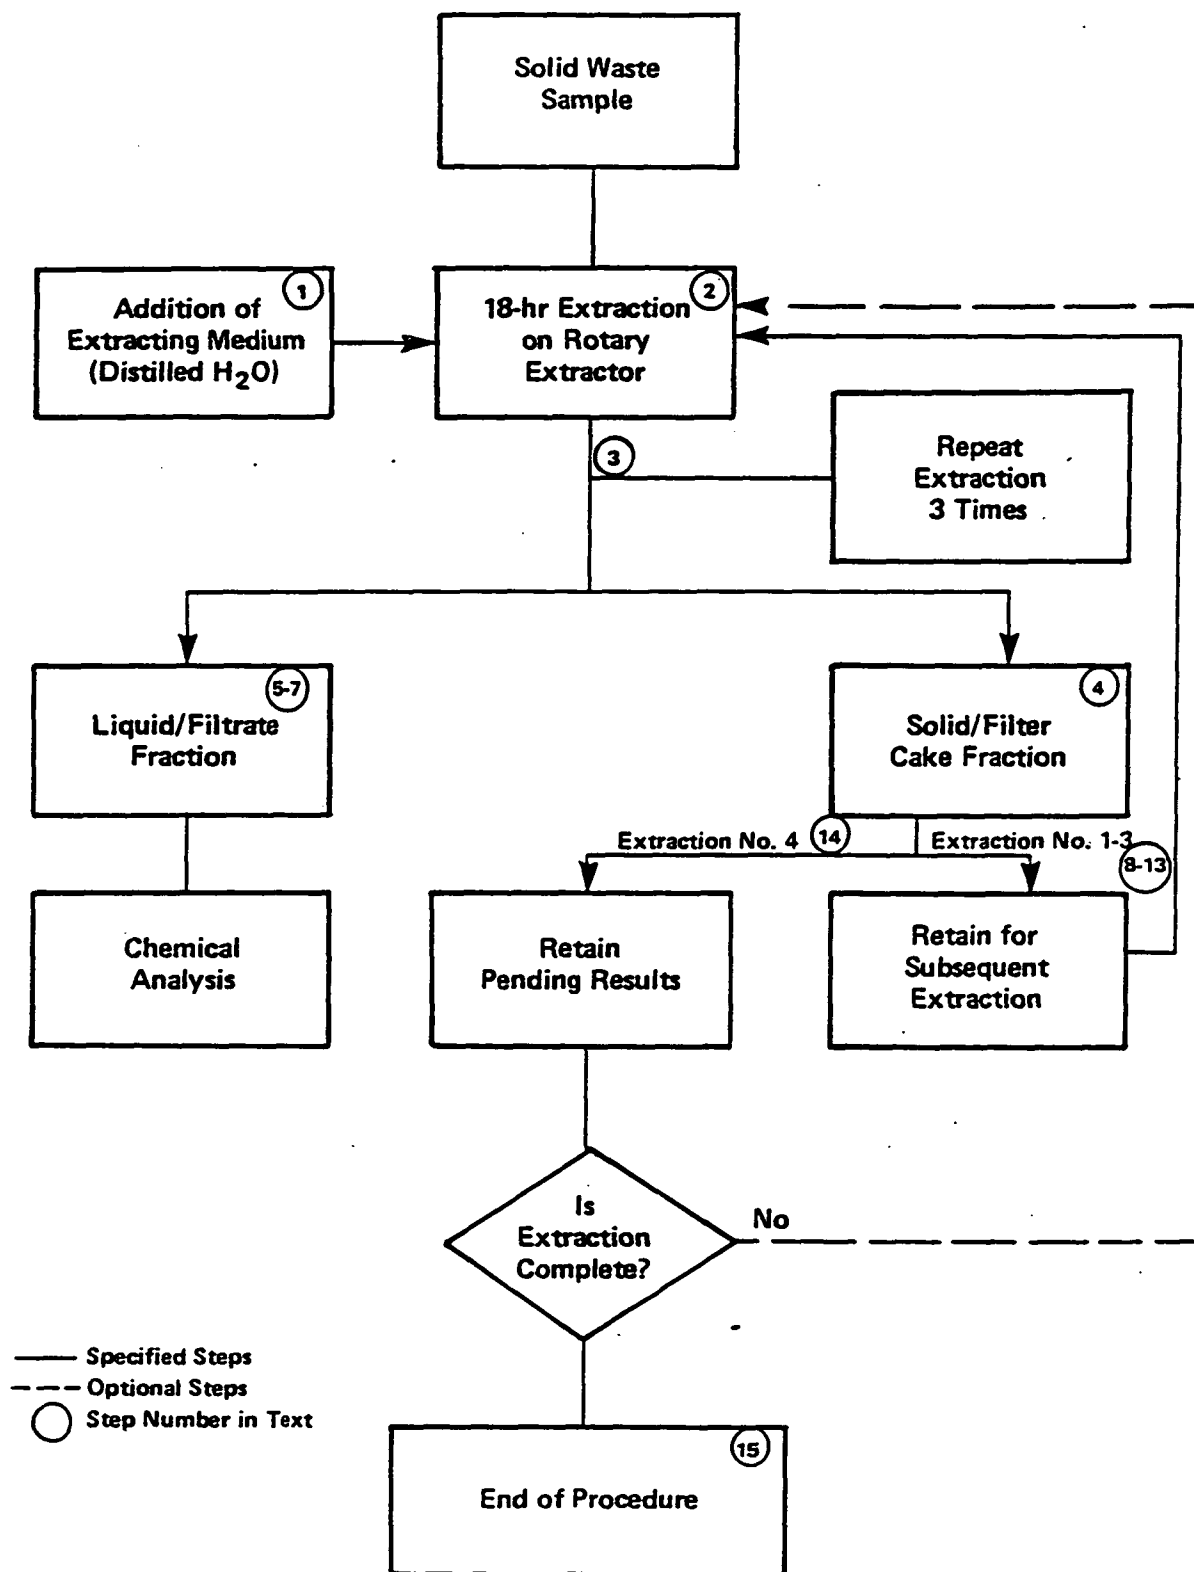 Solid Waste
Sample
1
Addition of
Extracting Medium
(Distilled H2O)
2
18-hr Extraction
on Rotary
Extractor
3
Repeat
Extraction
3 Times
5-7
Liquid/Filtrate
Fraction
4
Solid/Filter
Cake Fraction
Extraction No. 4
14
Extraction No. 1-3
8-13
Chemical
Analysis
Retain
Pending Results
Retain for
Subsequent
Extraction
Is
Extraction
Complete?
No
Specified Steps
Optional Steps
Step Number in Text
15
End of Procedure